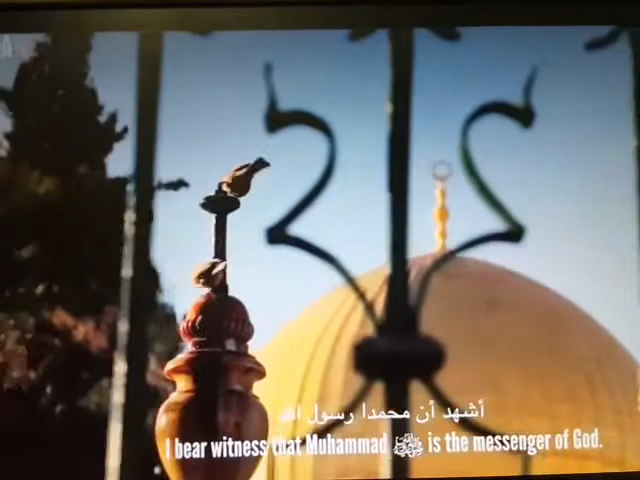 أشهد أن محمدا رسول الله
I bear witness that Muhammad ﷺ is the messenger of God.